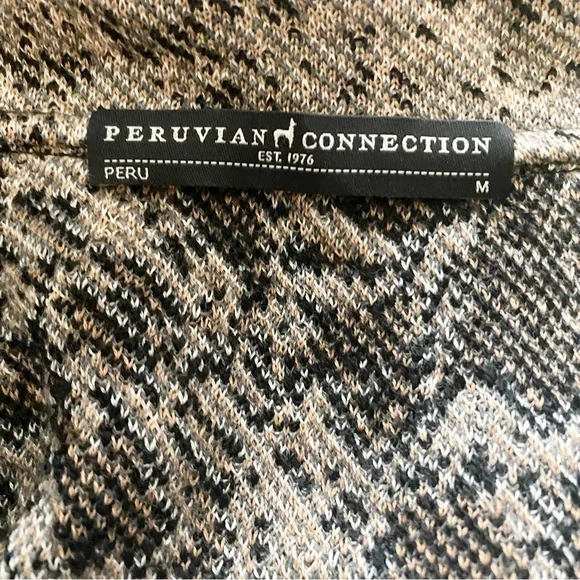 PERUVIAN CONNECTION
EST. 1976
PERU M